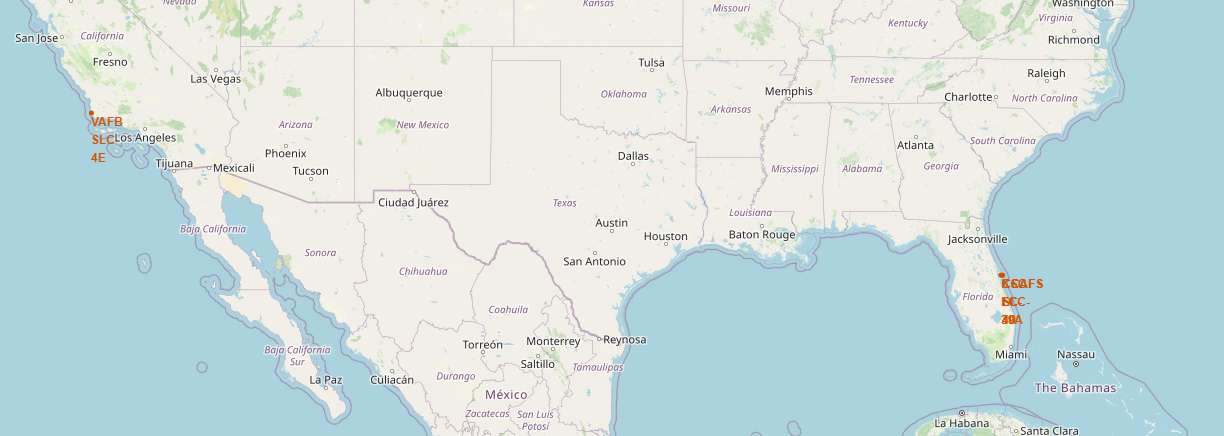 Nevada
Kansas
Missouri
Washington
San Jose
California
Kentucky
Virginia
Richmond
Fresno
Las Vegas
Tulsa
Tennessee
Raleigh
Albuquerque
Oklahoma
Memphis
Charlotte
North Carolina
Arkansas
VAFB
SLC-
4E
Los Angeles
Arizona
New Mexico
Atlanta
South Carolina
Phoenix
Dallas
Tijuana
Mexicali
Tucson
Mississippi
Alabama
Georgia
Ciudad Juárez
Texas
Louisiana
Austin
Houston
Baton Rouge
Baja California
Jacksonville
Sonora
San Antonio
Chihuahua
Florida
Coahuila
Torreón
Monterrey
Reynosa
Baja California
Sur
Saltillo
Tamaulipas
Miami
Nassau
La Paz
Culiacán
Durango
México
The Bahamas
Zacatecas
San Luis
Potosí
La Habana
Santa Clara